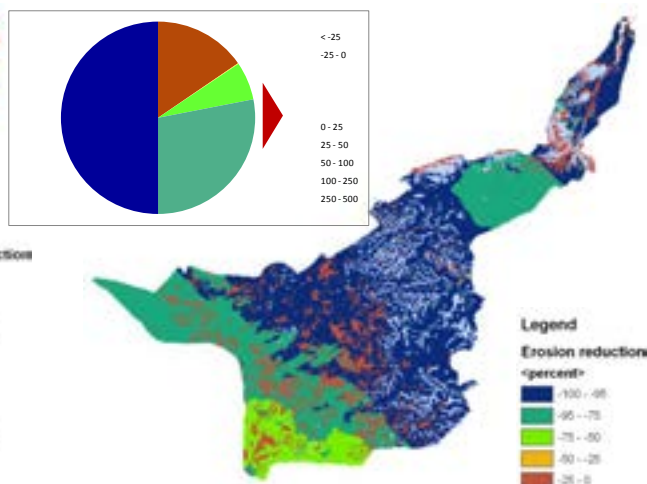 < -25
-25 - 0
0 - 25
25 - 50
50 - 100
100 - 250
250 - 500
Legend
Erosion reduction
<percent>
-100 - -95
-95 - -75
-75 - -50
-50 - -25
-25 - 0